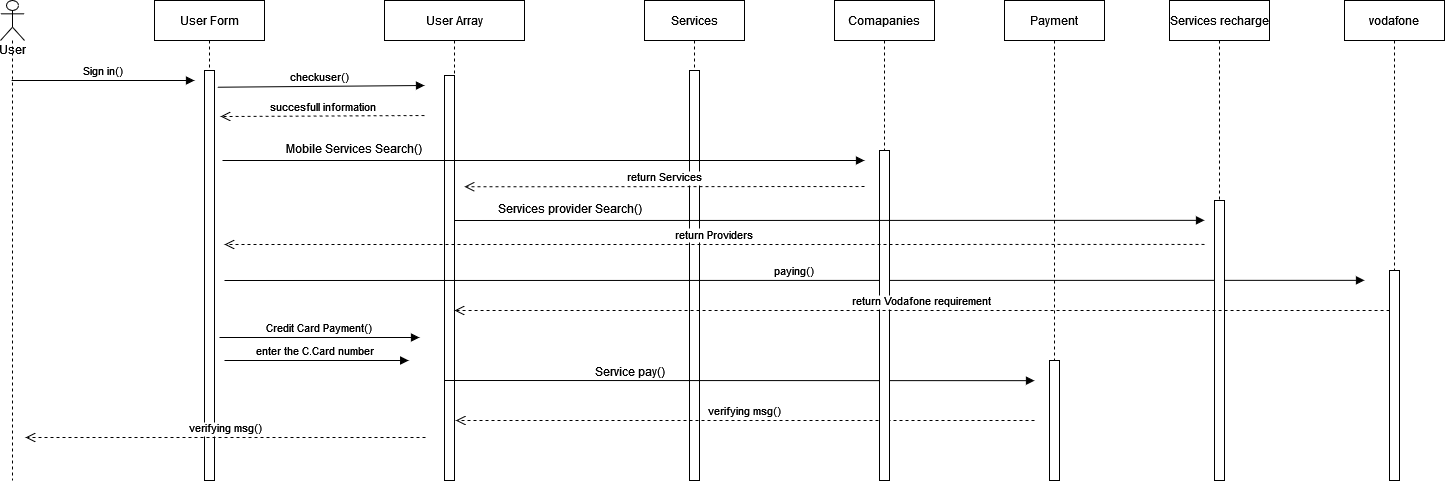 User Form
User Array
Services
Comapanies
Payment
Services recharge
vodafone
User
Sign in()
checkuser()
succesfull information
Mobile Services Search()
return Services
Services provider Search()
return Providers
paying()
return Vodafone requirement
Credit Card Payment()
enter the C.Card number
Service pay()
verifying msg()
verifying msg()